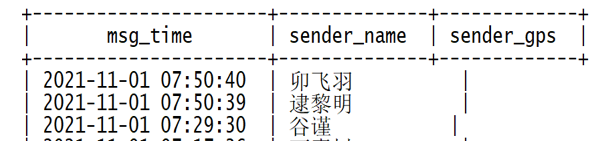 msg_time | sender_name | sender_gps
2021-11-01 07:50:40 | 卯飞羽 |
2021-11-01 07:50:39 | 逮黎明 |
2021-11-01 07:29:30 | 谷谨 |